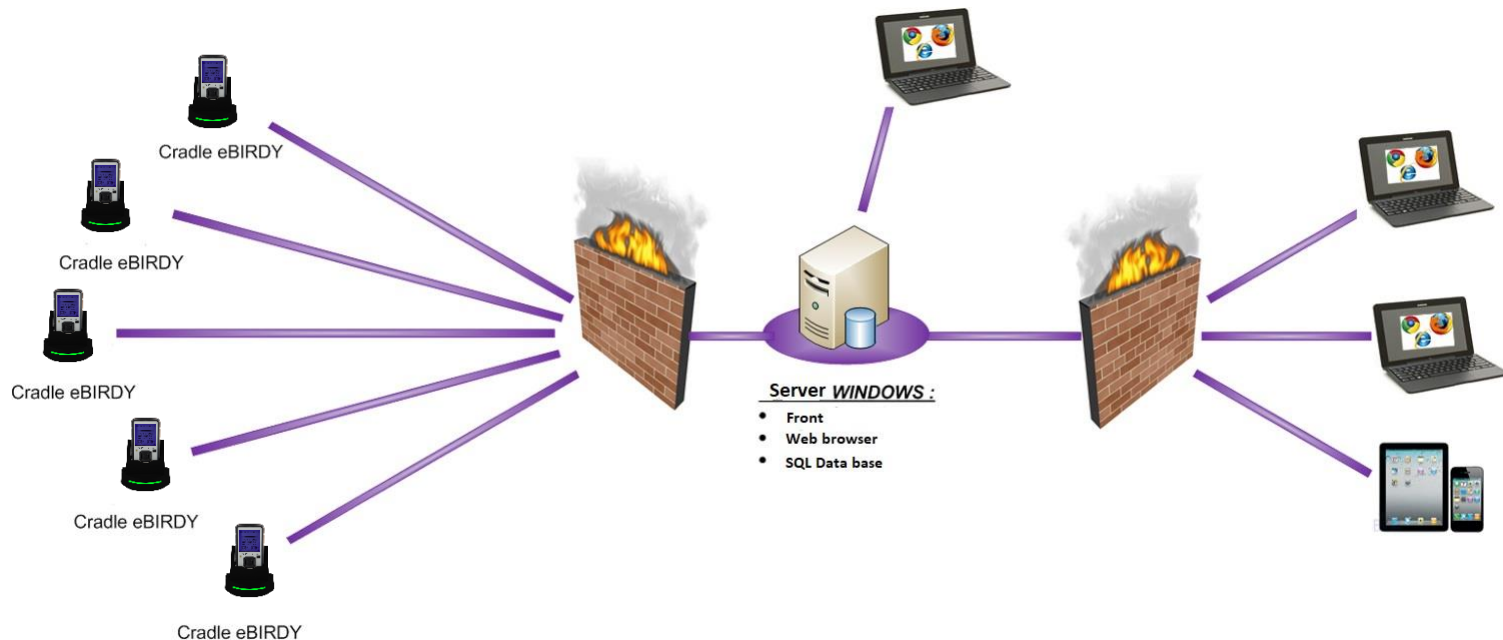 Cradle eBIRDY
Cradle eBIRDY
Cradle eBIRDY
Cradle eBIRDY
Cradle eBIRDY
Server WINDOWS :
• Front
• Web browser
• SQL Data base